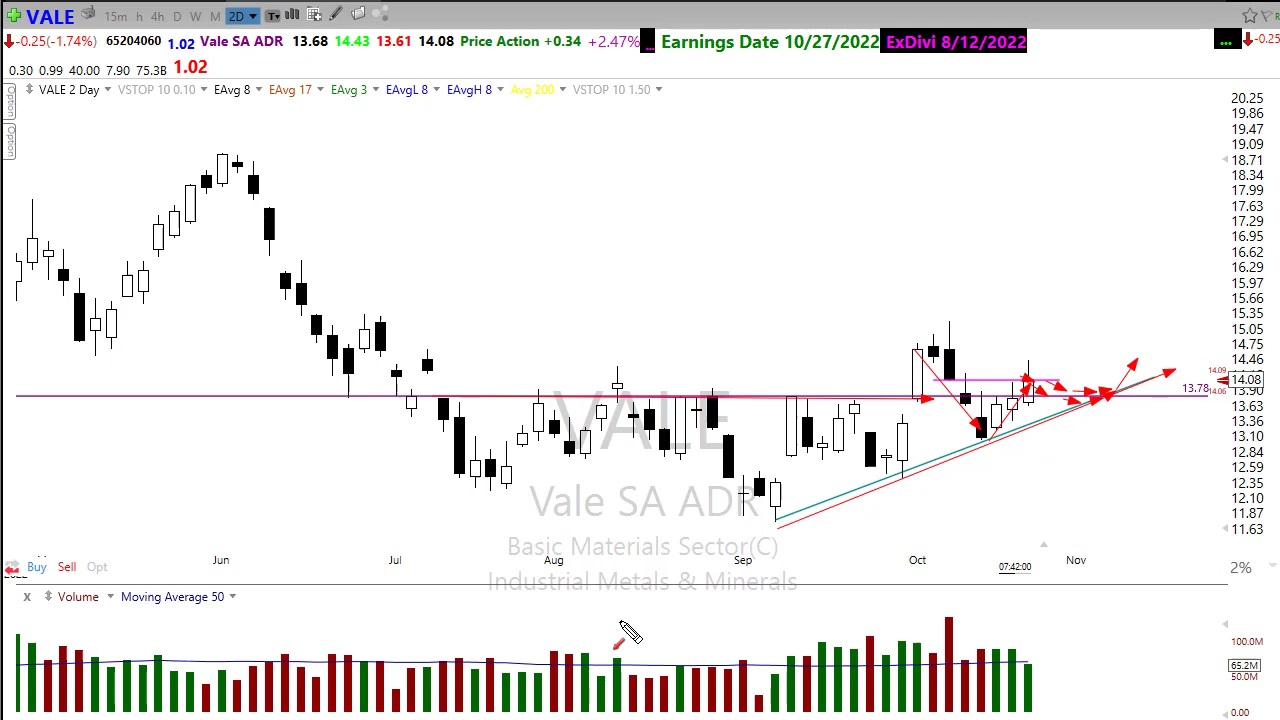 VALE 15m h 4h D W M 2D T
-0.25(-1.74%) 65204060 1.02 Vale SA ADR 13.68 14.43 13.61 14.08 Price Action +0.34 +2.47% ... Earnings Date 10/27/2022 ExDivi 8/12/2022 ... -0.25
0.30 0.99 40.00 7.90 75.3B 1.02
VALE 2 Day VSTOP 10 0.10 EAvg 8 EAvg 17 EAvg 3 EAvgL 8 EAvgH 8 Avg 200 VSTOP 10 1.50
Option
Option
20.25
19.86
19.47
19.09
18.71
18.34
17.99
17.63
17.29
16.95
16.62
16.29
15.97
15.66
15.35
15.05
14.75
14.46
14.09
14.08
13.78
13.90
14.06
13.63
13.36
13.10
12.84
12.59
12.35
12.10
11.87
11.63
VALE
Vale SA ADR
Basic Materials Sector(C)
Industrial Metals & Minerals
Jun Jul Aug Sep Oct Nov
Buy Sell Opt 07:42:00 2%
x Volume Moving Average 50
100.0M
65.2M
50.0M
0.00